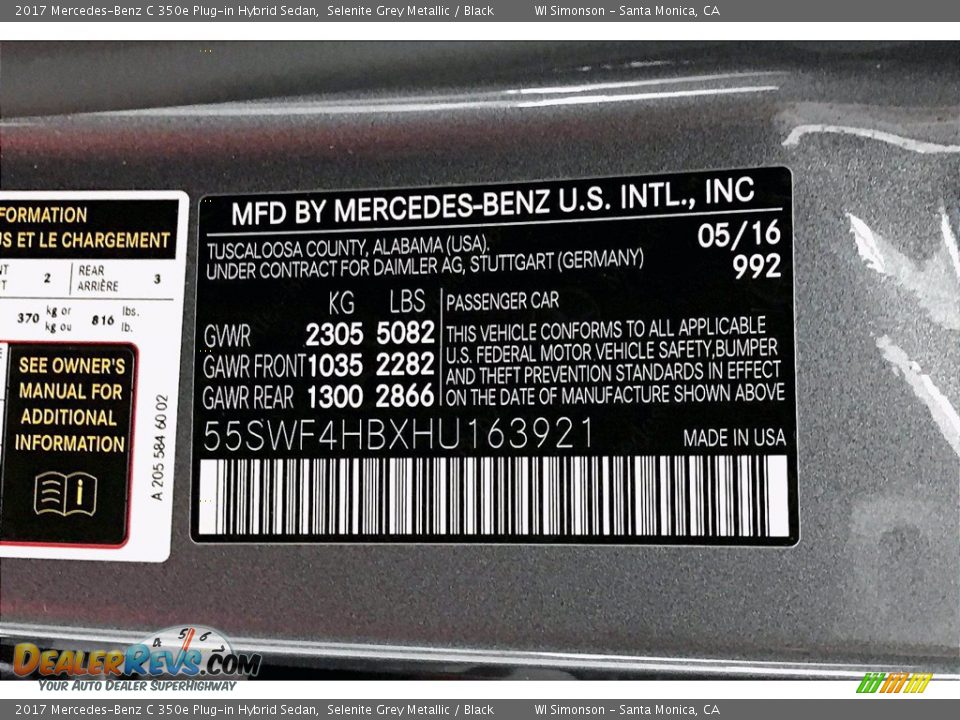 2017 Mercedes-Benz C 350e Plug-in Hybrid Sedan, Selenite Grey Metallic / Black WI Simonson - Santa Monica, CA
FORMATION
S ET LE CHARGEMENT
2 REAR ARRIÈRE 3
370 kg or kg ou 816 lbs. lb.
SEE OWNER'S
MANUAL FOR
ADDITIONAL
INFORMATION
A 205 584 60 02
MFD BY MERCEDES-BENZ U.S. INTL., INC
TUSCALOOSA COUNTY, ALABAMA (USA). 05/16
UNDER CONTRACT FOR DAIMLER AG, STUTTGART (GERMANY) 992
KG LBS PASSENGER CAR
GVWR 2305 5082
GAWR FRONT 1035 2282
GAWR REAR 1300 2866
THIS VEHICLE CONFORMS TO ALL APPLICABLE
U.S. FEDERAL MOTOR VEHICLE SAFETY,BUMPER
AND THEFT PREVENTION STANDARDS IN EFFECT
ON THE DATE OF MANUFACTURE SHOWN ABOVE
55SWF4HBXHU163921 MADE IN USA
4 5 6
DEALERREVS.COM
YOUR AUTO DEALER SUPERHIGHWAY
2017 Mercedes-Benz C 350e Plug-in Hybrid Sedan, Selenite Grey Metallic / Black WI Simonson - Santa Monica, CA